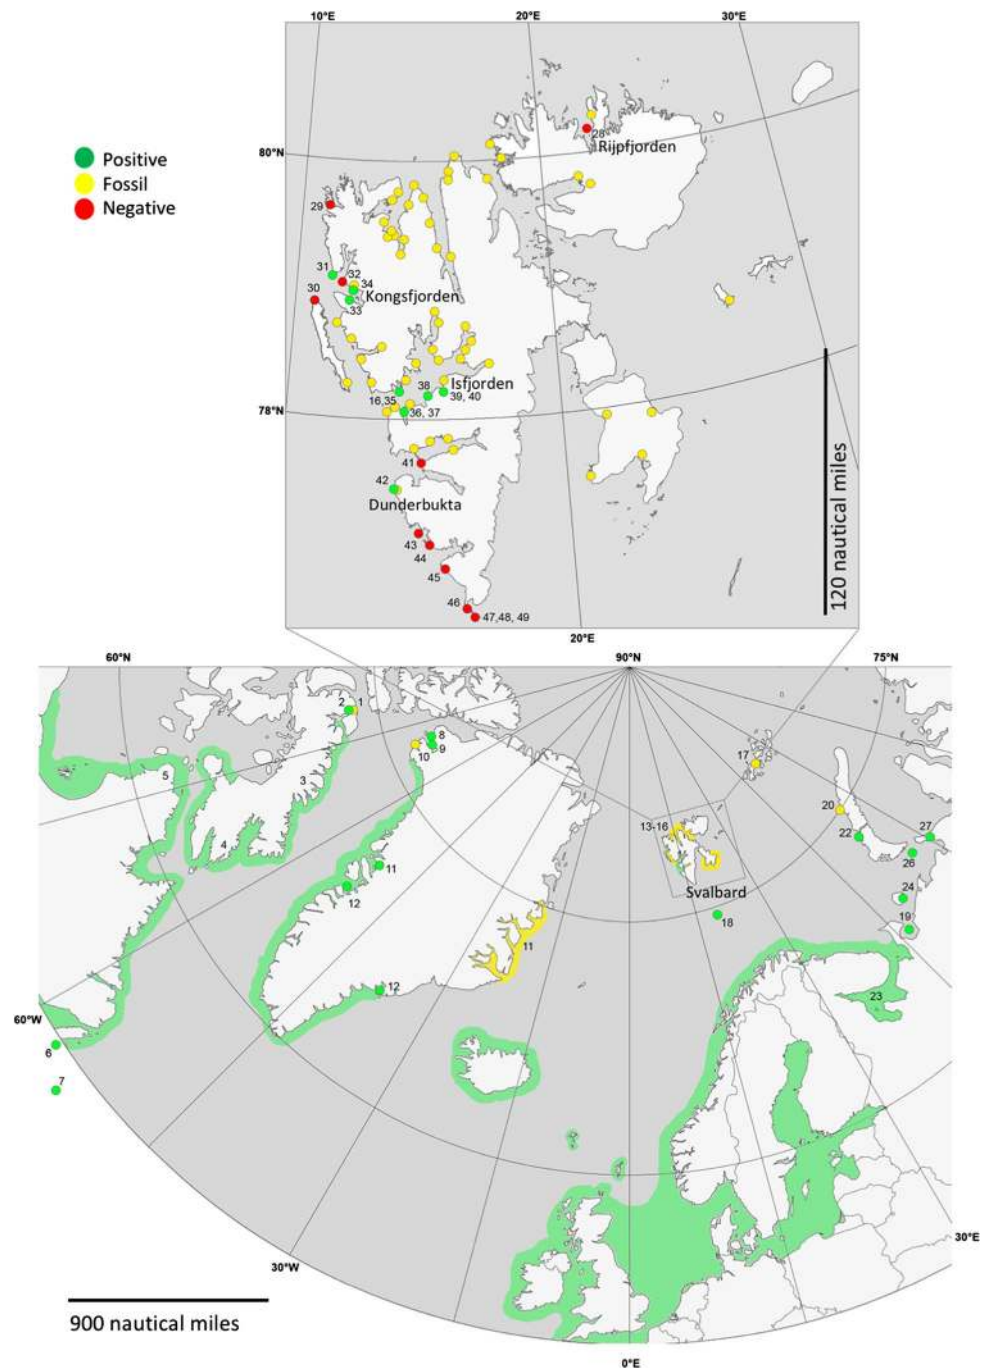 10°E
20°E
30°E
Positive
Fossil
Negative
80°N
28
Rijpfjorden
29
31
32
34
30
Kongsfjorden
33
38
Isfjorden
16,35
39, 40
78°N
36, 37
41
42
Dunderbukta
120 nautical miles
43
44
45
46
47,48, 49
20°E
60°N
90°N
75°N
2
1
8
9
10
5
3
17
4
20
13-16
22
27
26
11
12
Svalbard
24
18
19
11
12
23
60°W
6
7
30°E
30°W
900 nautical miles
0°E